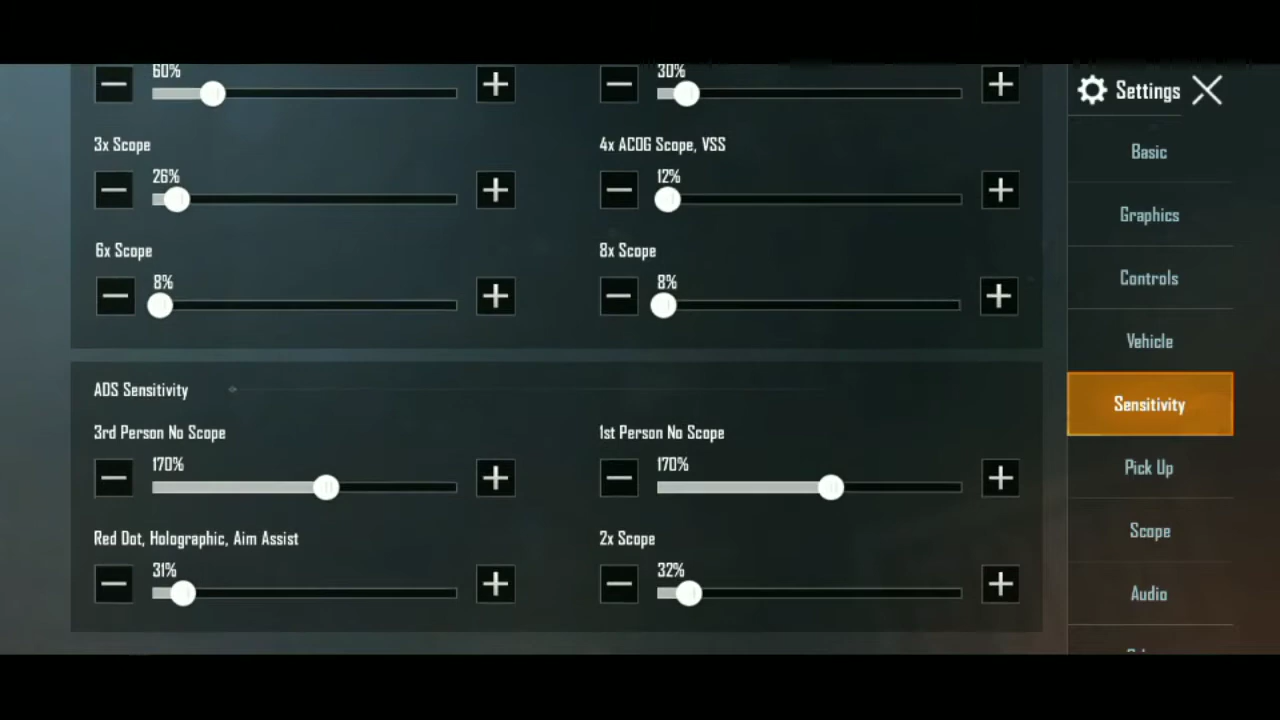 60%
30%
3x Scope
4x ACOG Scope, VSS
26%
12%
6x Scope
8x Scope
8%
8%
ADS Sensitivity
3rd Person No Scope
1st Person No Scope
170%
170%
Red Dot, Holographic, Aim Assist
2x Scope
31%
32%
Settings
Basic
Graphics
Controls
Vehicle
Sensitivity
Pick Up
Scope
Audio